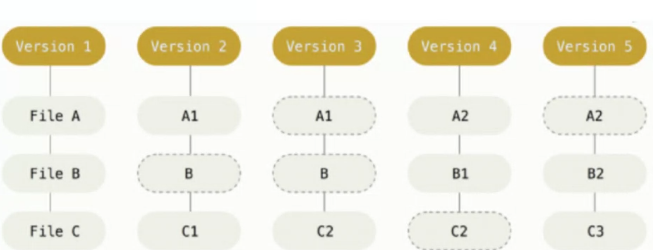 Version 1 Version 2 Version 3 Version 4 Version 5
File A A1 A1 A2 A2
File B B B B1 B2
File C C1 C2 C2 C3